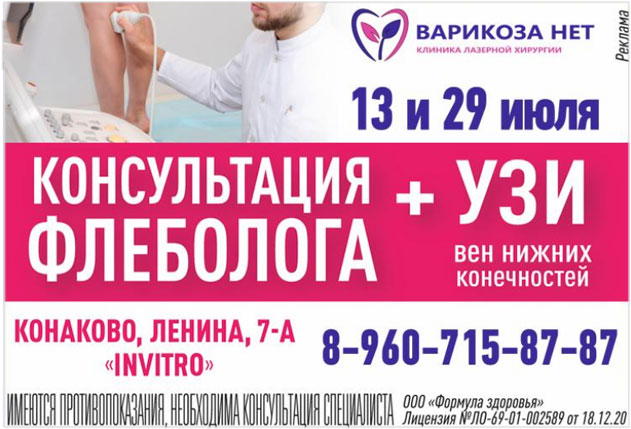 ВАРИКОЗА НЕТ
КЛИНИКА ЛАЗЕРНОЙ ХИРУРГИИ
Реклама
13 и 29 июля
КОНСУЛЬТАЦИЯ
ФЛЕБОЛОГА
+ УЗИ
вен нижних
конечностей
КОНАКОВО, ЛЕНИНА, 7-А
«INVITRO»
8-960-715-87-87
ИМЕЮТСЯ ПРОТИВОПОКАЗАНИЯ, НЕОБХОДИМА КОНСУЛЬТАЦИЯ СПЕЦИАЛИСТА
ООО «Формула здоровья»
Лицензия №ЛО-69-01-002589 от 18.12.20